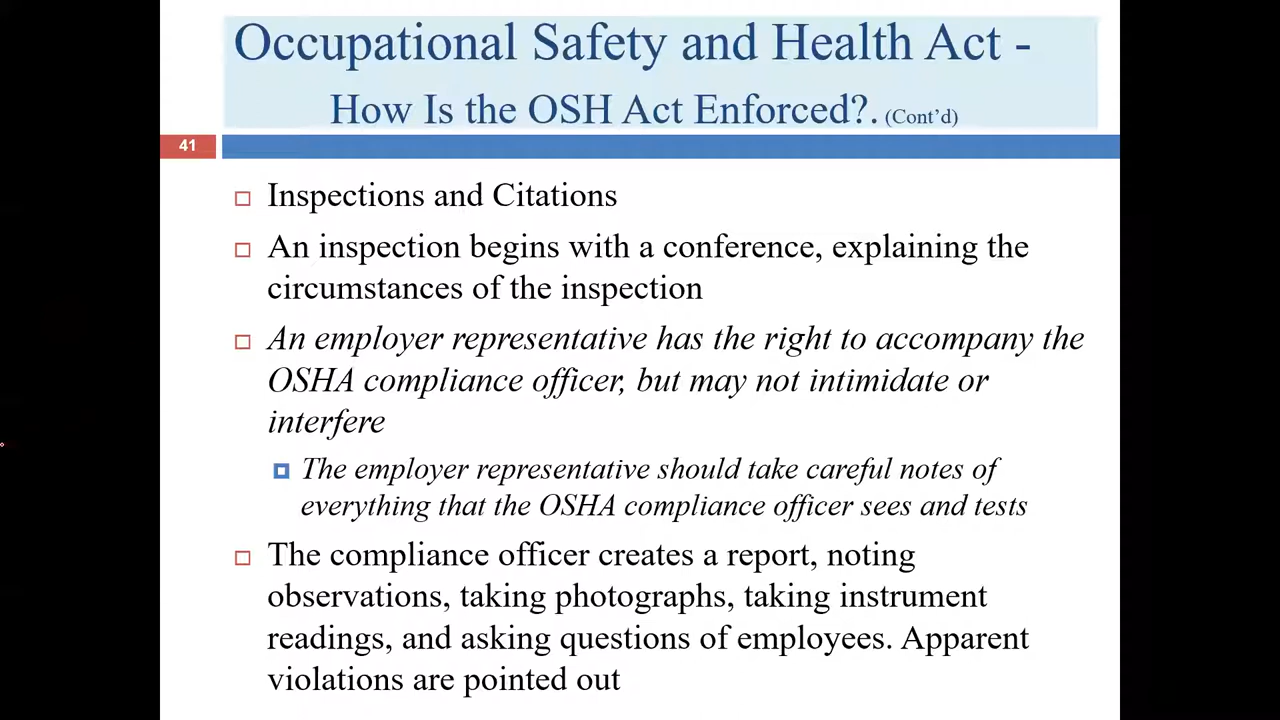 Occupational Safety and Health Act -
How Is the OSH Act Enforced?. (Cont’d)
41
Inspections and Citations
An inspection begins with a conference, explaining the
circumstances of the inspection
An employer representative has the right to accompany the
OSHA compliance officer, but may not intimidate or
interfere
The employer representative should take careful notes of
everything that the OSHA compliance officer sees and tests
The compliance officer creates a report, noting
observations, taking photographs, taking instrument
readings, and asking questions of employees. Apparent
violations are pointed out